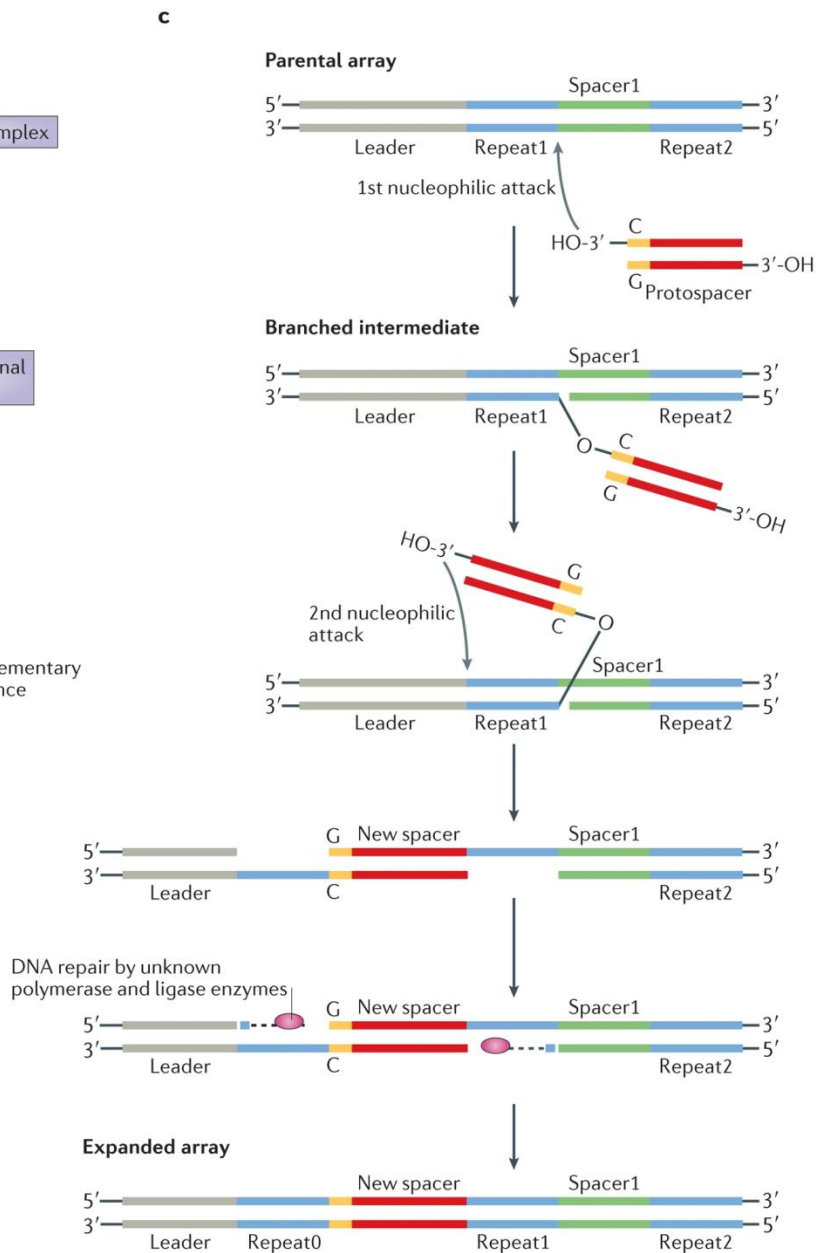 c
Parental array
Spacer1
5′ 3′
3′ 5′
mplex
Leader Repeat1 Repeat2
1st nucleophilic attack
C
HO-3′
3′-OH
G
Protospacer
Branched intermediate
nal
Spacer1
5′ 3′
3′ 5′
Leader Repeat1 Repeat2
O C
G
3′-OH
HO-3′
G
2nd nucleophilic
attack
C O
ementary
nce
Spacer1
5′ 3′
3′ 5′
Leader Repeat1 Repeat2
G New spacer Spacer1
5′ 3′
3′ 5′
Leader C Repeat2
DNA repair by unknown
polymerase and ligase enzymes
G New spacer Spacer1
5′ 3′
3′ 5′
Leader C Repeat2
Expanded array
New spacer Spacer1
5′ 3′
3′ 5′
Leader Repeat0 Repeat1 Repeat2